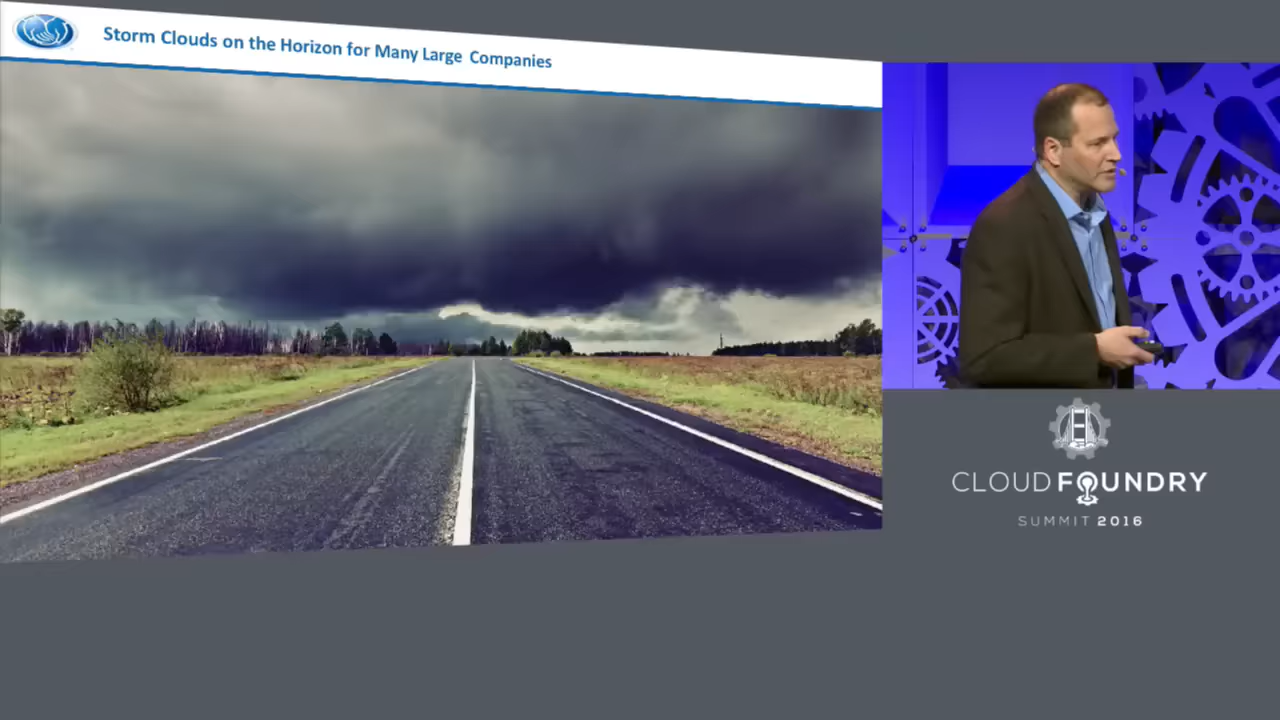 Storm Clouds on the Horizon for Many Large Companies
CLOUD FOUNDRY
SUMMIT 2016